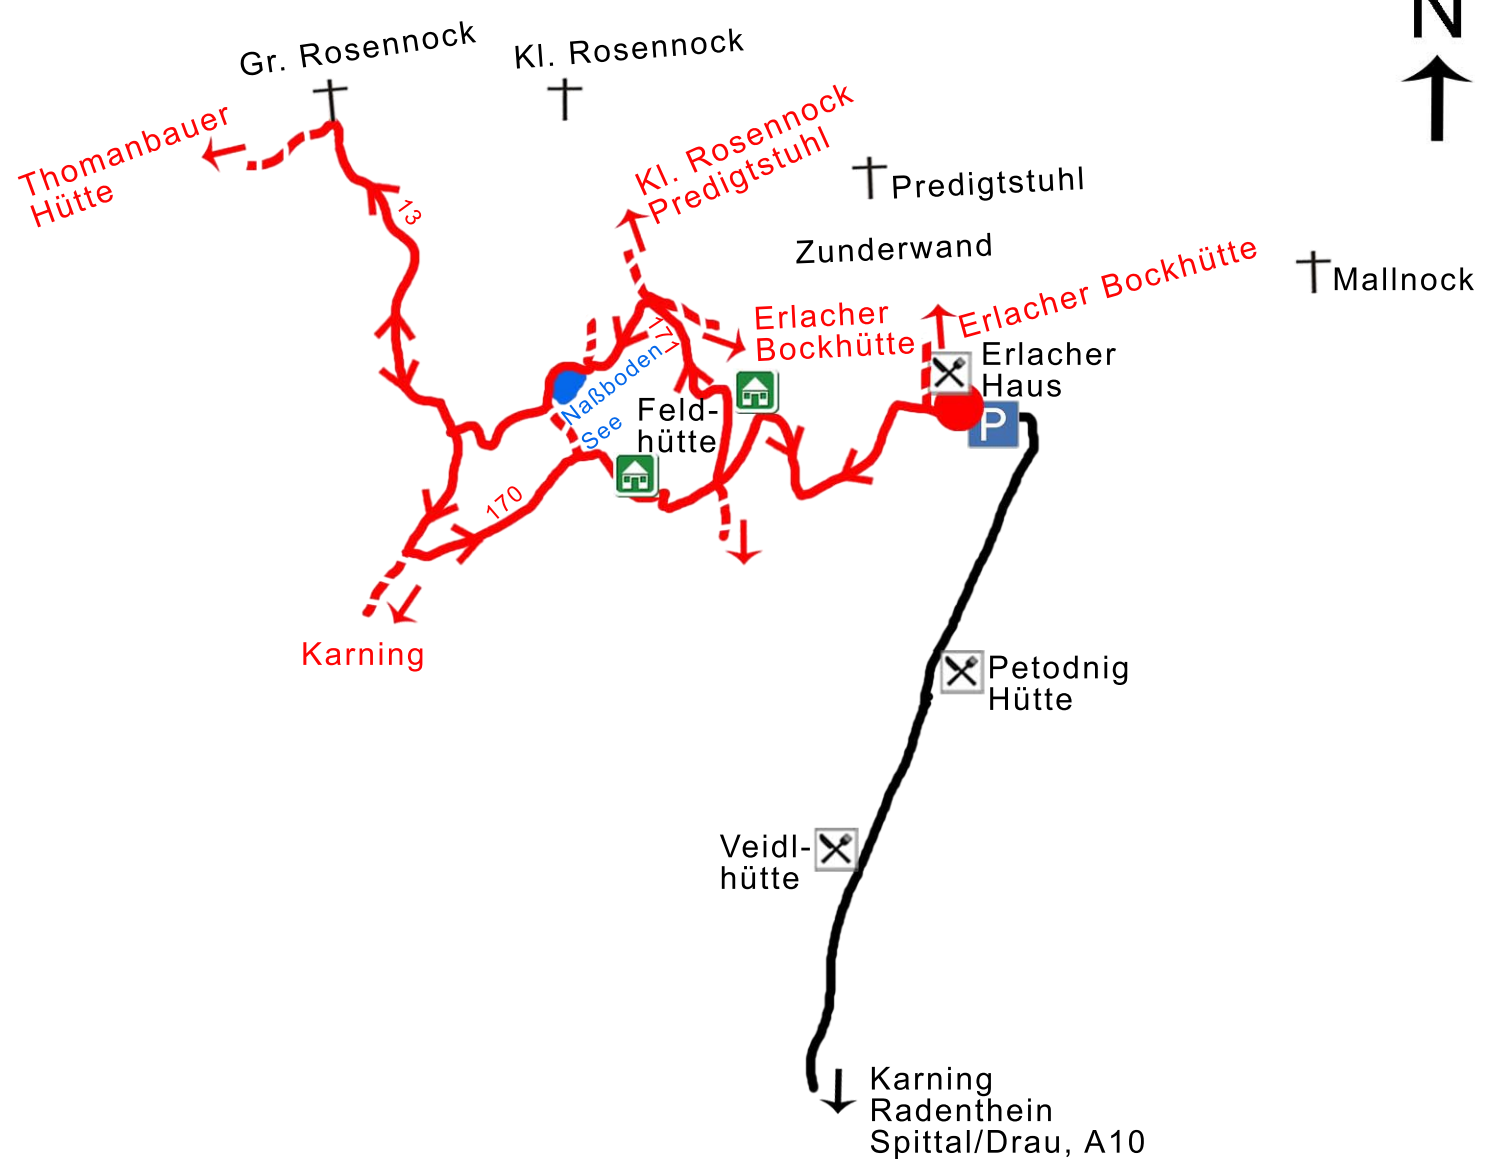 N
Gr. Rosennock
Kl. Rosennock
Thomanbauer
Hütte
Kl. Rosennock
Predigtstuhl
Predigtstuhl
13
Zunderwand
Erlacher Bockhütte
Mallnock
Erlacher
Bockhütte
171
Erlacher
Haus
Naßboden
See
Feld-
hütte
P
170
Karning
Petodnig
Hütte
Veidl-
hütte
Karning
Radenthein
Spittal/Drau, A10